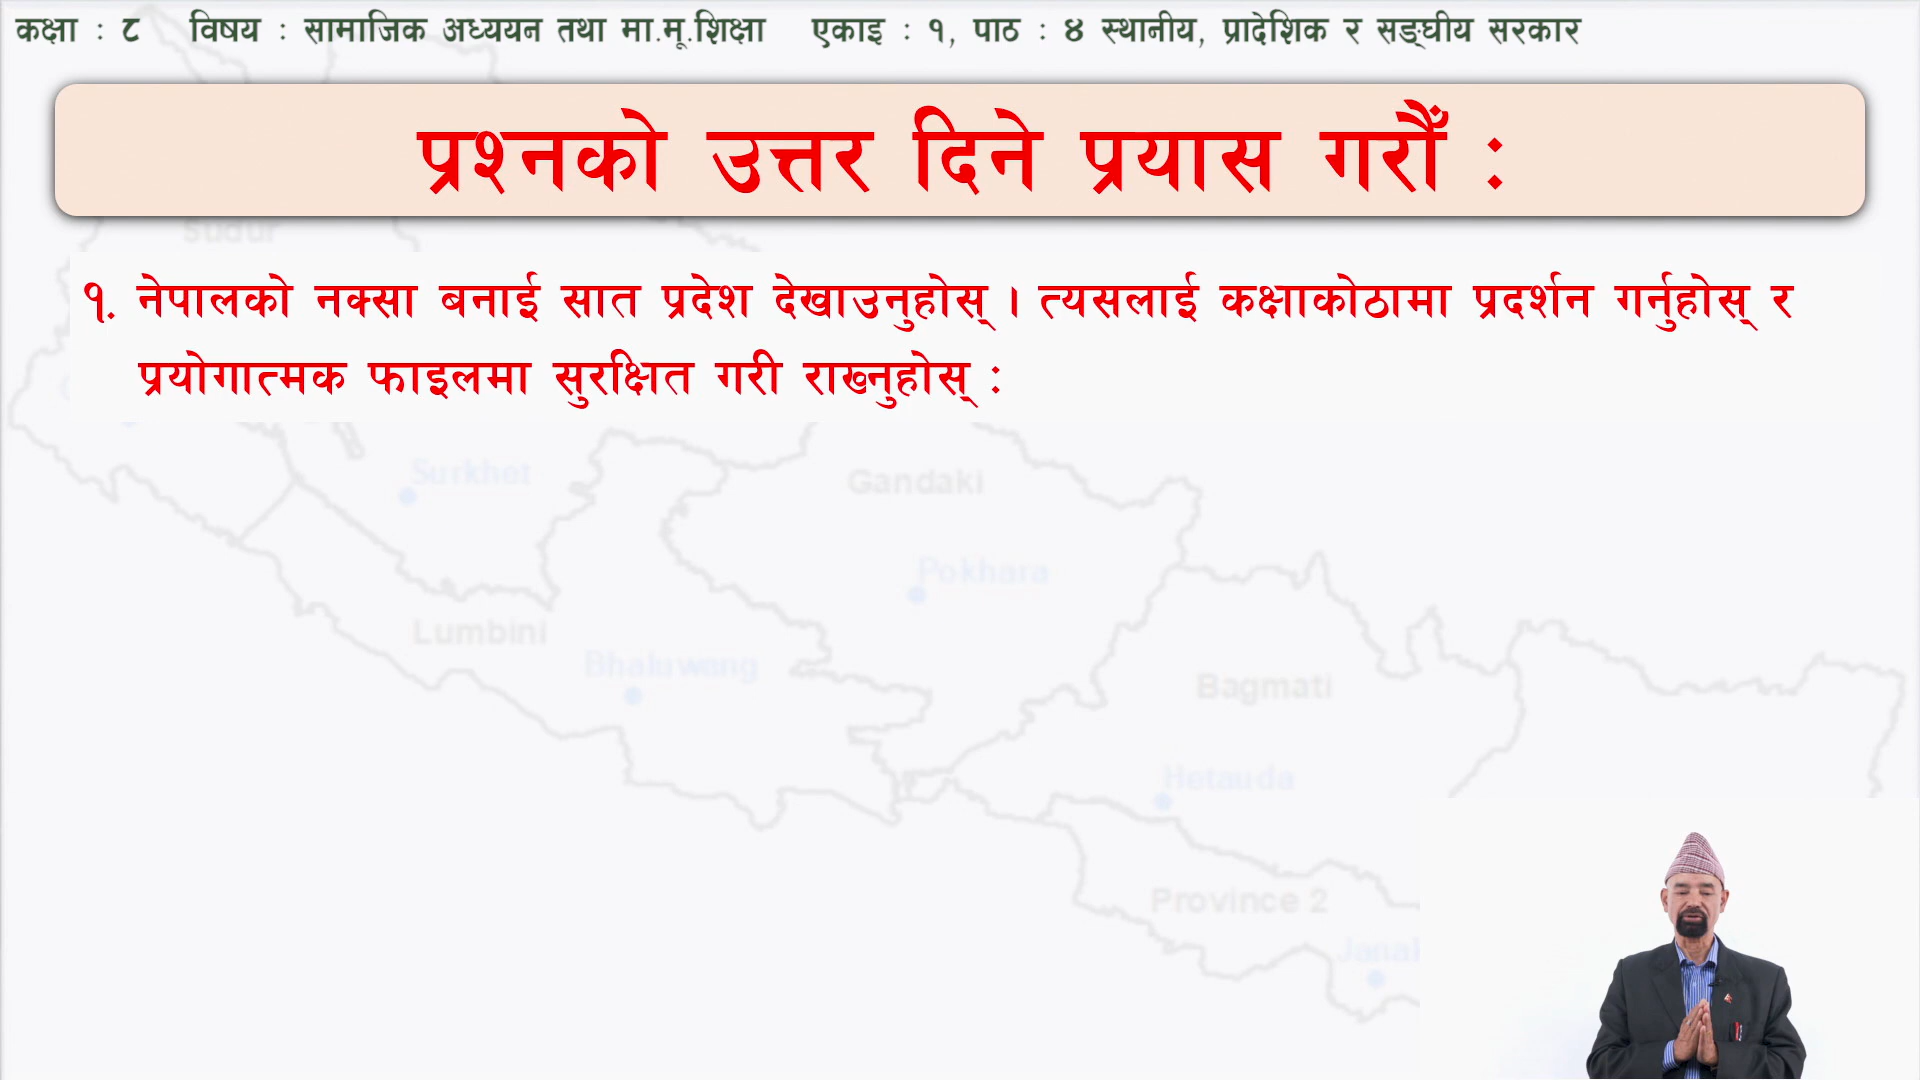 कक्षा : ८ विषय : सामाजिक अध्ययन तथा मा.मू.शिक्षा एकाइ : १, पाठ : ४ स्थानीय, प्रादेशिक र सङ्घीय सरकार
प्रश्नको उत्तर दिने प्रयास गरौँ :
Sudur
१. नेपालको नक्सा बनाई सात प्रदेश देखाउनुहोस् । त्यसलाई कक्षाकोठामा प्रदर्शन गर्नुहोस् र
प्रयोगात्मक फाइलमा सुरक्षित गरी राख्नुहोस् :
Surkhet
Gandaki
Pokhara
Lumbini
Bhaluwang
Bagmati
Hetauda
Province 2